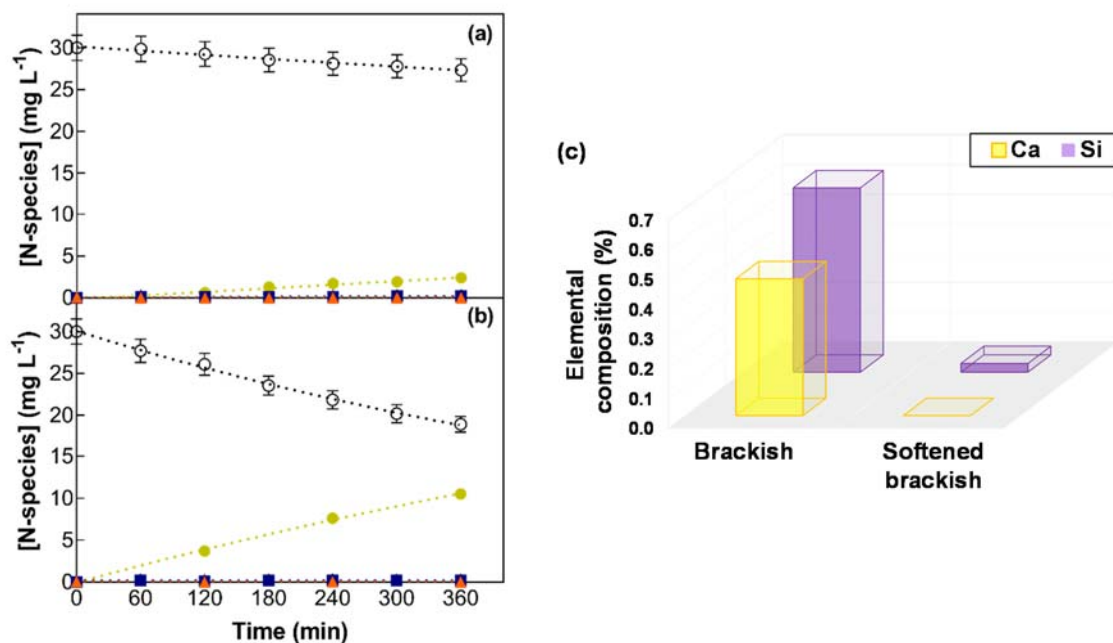 (a)
30
25
20
15
10
5
0
[N-species] (mg L⁻¹)
(b)
30
25
20
15
10
5
0
[N-species] (mg L⁻¹)
0 60 120 180 240 300 360
Time (min)
(c)
Ca Si
0.7
0.6
0.5
0.4
0.3
0.2
0.1
0.0
Elemental
composition (%)
Brackish
Softened
brackish